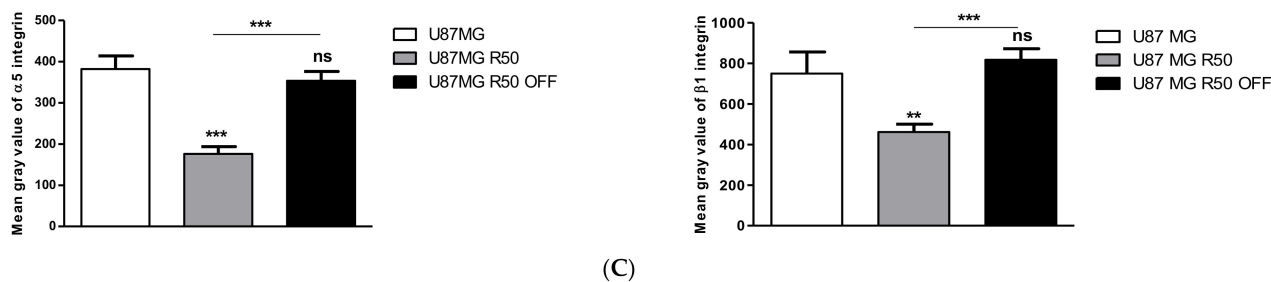 Mean gray value of α5 integrin
500
400
300
200
100
0
***
***
ns
U87MG
U87MG R50
U87MG R50 OFF
Mean gray value of β1 integrin
1000
800
600
400
200
0
**
***
ns
U87 MG
U87 MG R50
U87 MG R50 OFF
(C)